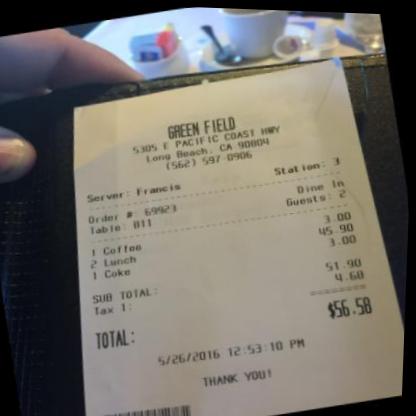 GREEN FIELD
5305 E PACIFIC COAST HWY
Long Beach, CA 90804
(562) 597-0906
Server: Francis Station: 3
Order #: 69923 Dine In
Table: B11 Guests: 2
1 Coffee 3.00
2 Lunch 45.90
1 Coke 3.00
SUB TOTAL: 51.90
Tax 1: 4.68
TOTAL: $56.58
5/26/2016 12:53:10 PM
THANK YOU!